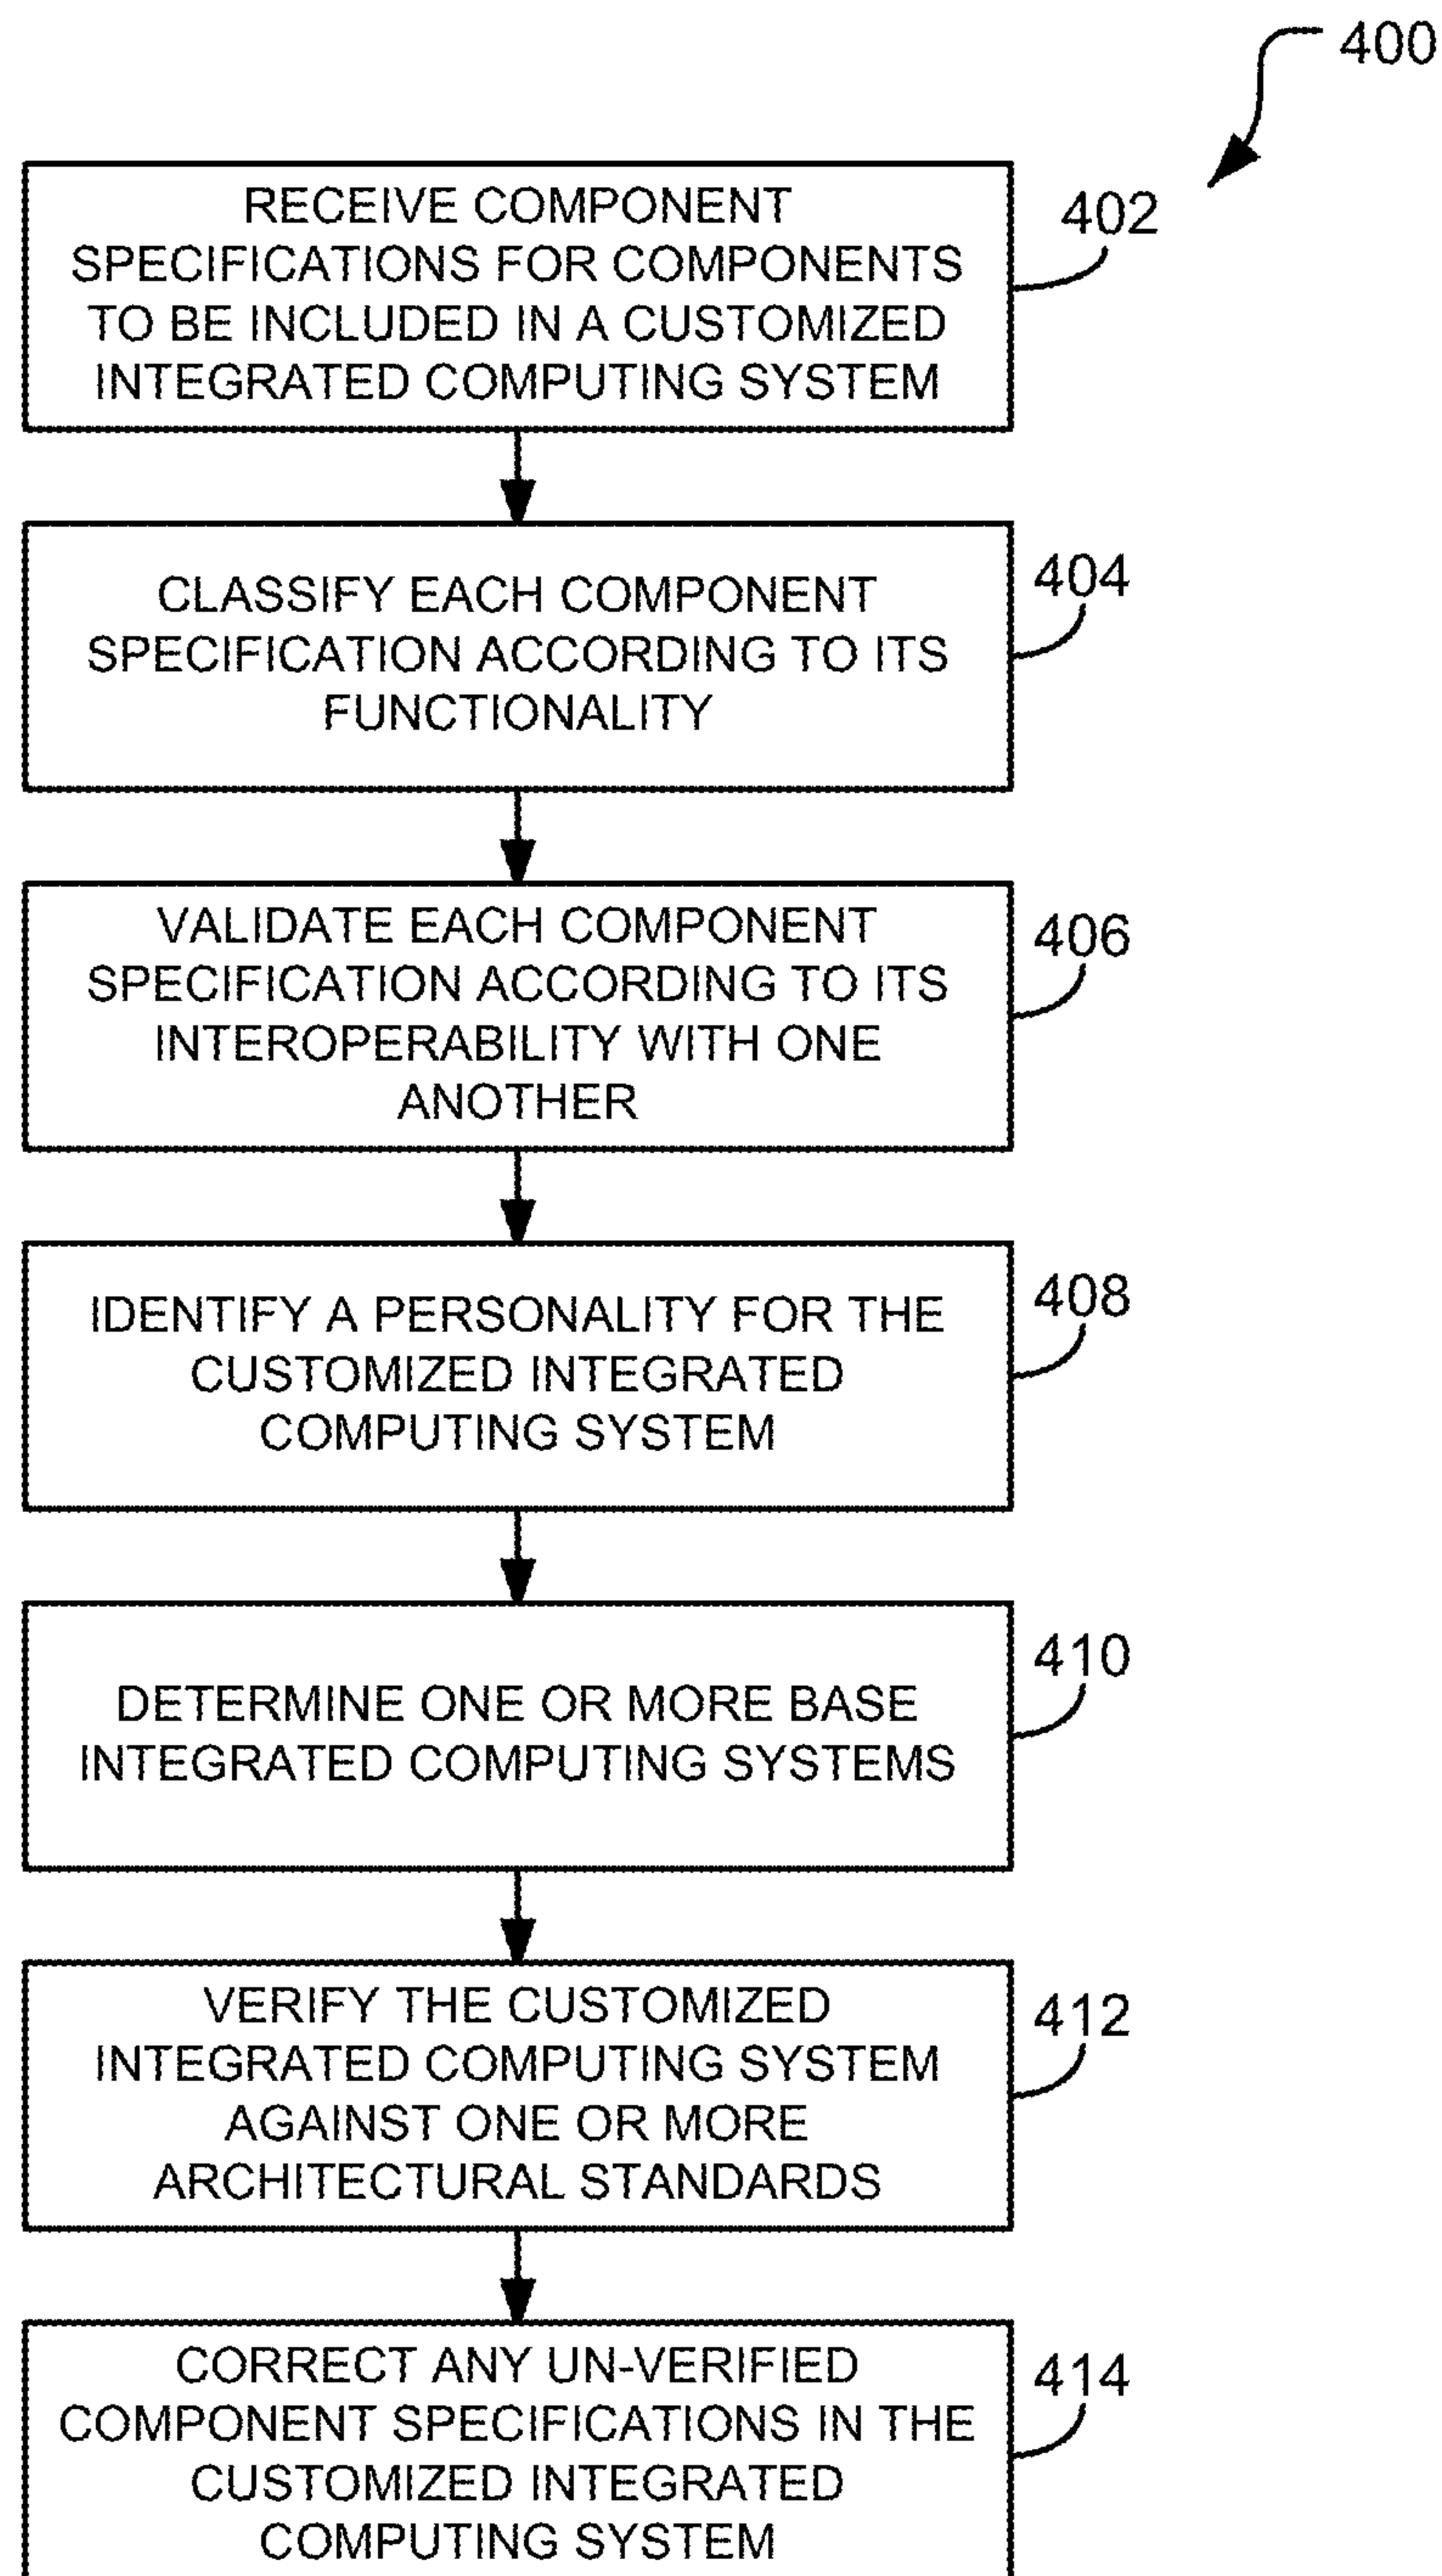 400
RECEIVE COMPONENT
SPECIFICATIONS FOR COMPONENTS
TO BE INCLUDED IN A CUSTOMIZED
INTEGRATED COMPUTING SYSTEM
402
CLASSIFY EACH COMPONENT
SPECIFICATION ACCORDING TO ITS
FUNCTIONALITY
404
VALIDATE EACH COMPONENT
SPECIFICATION ACCORDING TO ITS
INTEROPERABILITY WITH ONE
ANOTHER
406
IDENTIFY A PERSONALITY FOR THE
CUSTOMIZED INTEGRATED
COMPUTING SYSTEM
408
DETERMINE ONE OR MORE BASE
INTEGRATED COMPUTING SYSTEMS
410
VERIFY THE CUSTOMIZED
INTEGRATED COMPUTING SYSTEM
AGAINST ONE OR MORE
ARCHITECTURAL STANDARDS
412
CORRECT ANY UN-VERIFIED
COMPONENT SPECIFICATIONS IN THE
CUSTOMIZED INTEGRATED
COMPUTING SYSTEM
414